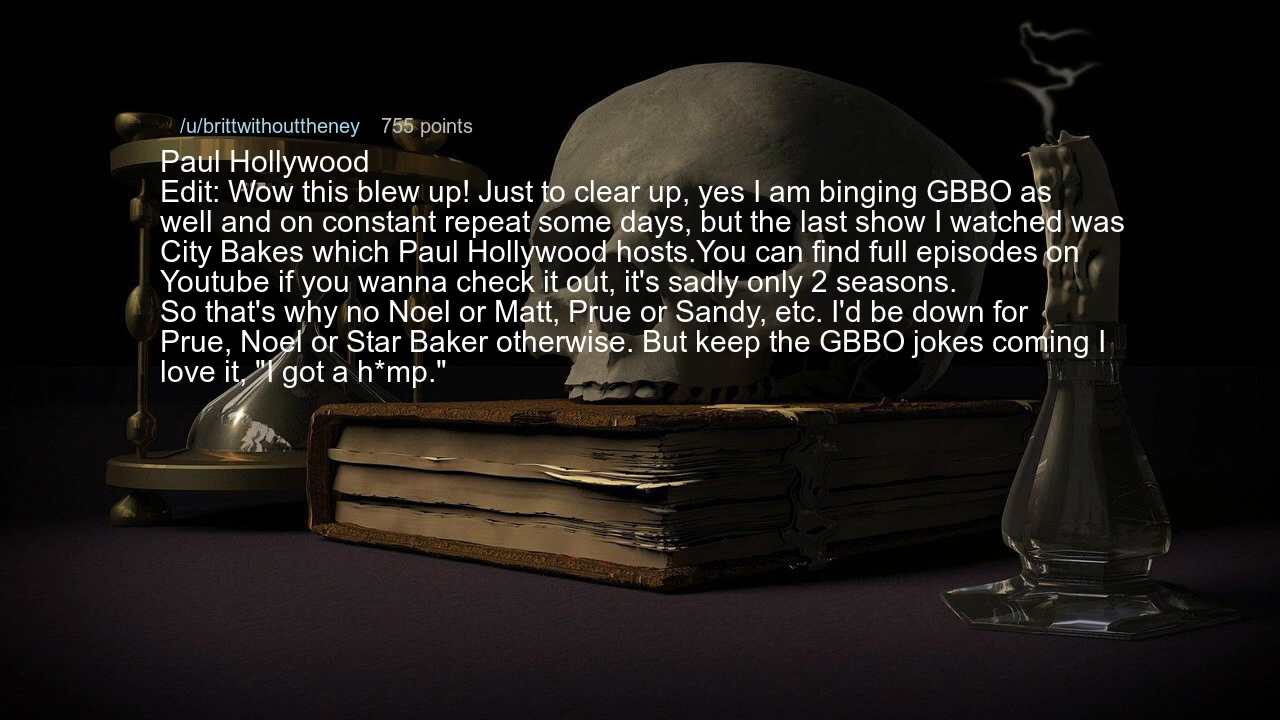 /u/brittwithouttheney 755 points
Paul Hollywood
Edit: Wow this blew up! Just to clear up, yes I am binging GBBO as
well and on constant repeat some days, but the last show I watched was
City Bakes which Paul Hollywood hosts.You can find full episodes on
Youtube if you wanna check it out, it's sadly only 2 seasons.
So that's why no Noel or Matt, Prue or Sandy, etc. I'd be down for
Prue, Noel or Star Baker otherwise. But keep the GBBO jokes coming I
love it, "I got a h*mp."